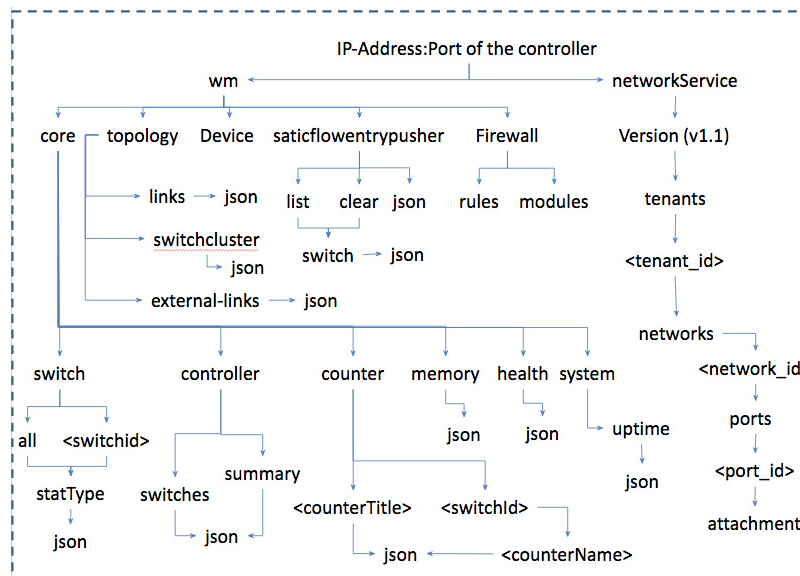 IP-Address:Port of the controller
wm
networkService
core
topology
Device
saticflowentrypusher
Firewall
Version (v1.1)
links
json
list
clear
json
rules
modules
tenants
switchcluster
json
switch
json
<tenant_id>
external-links
json
networks
switch
controller
counter
memory
health
system
<network_id
all
<switchid>
json
json
uptime
ports
statType
switches
summary
json
<port_id>
<counterTitle>
<switchId>
attachment
json
json
json
<counterName>